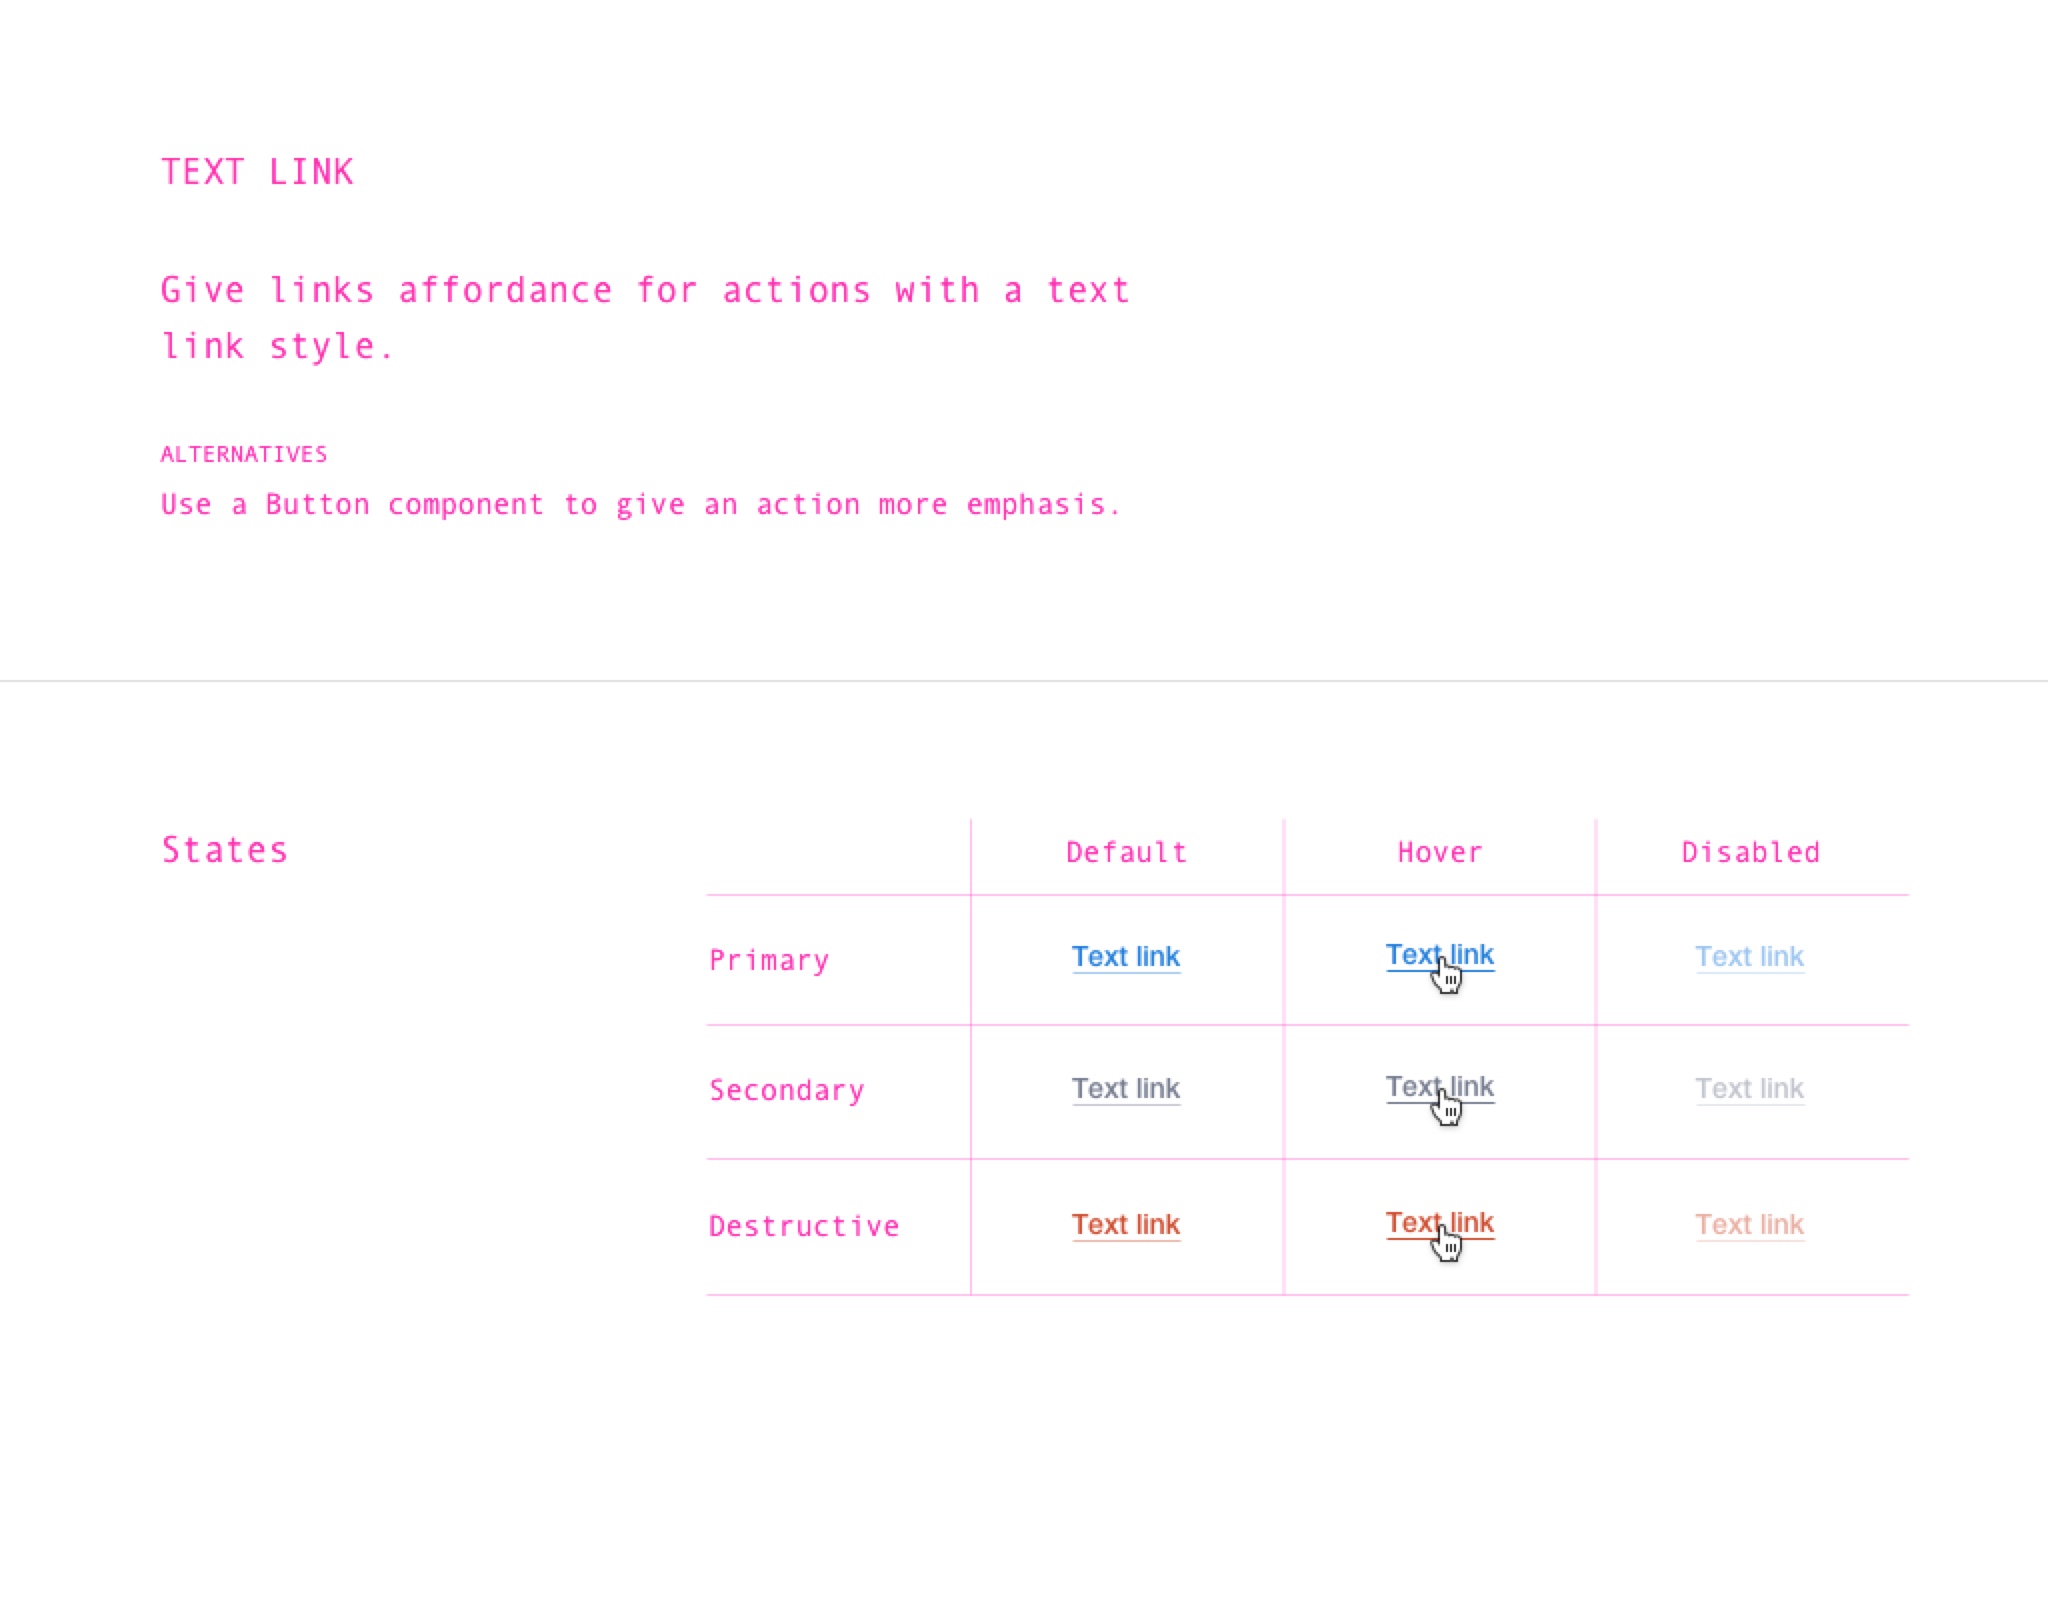 TEXT LINK
Give links affordance for actions with a text
link style.
ALTERNATIVES
Use a Button component to give an action more emphasis.
States
Default Hover Disabled
Primary Text link Text link Text link
Secondary Text link Text link Text link
Destructive Text link Text link Text link